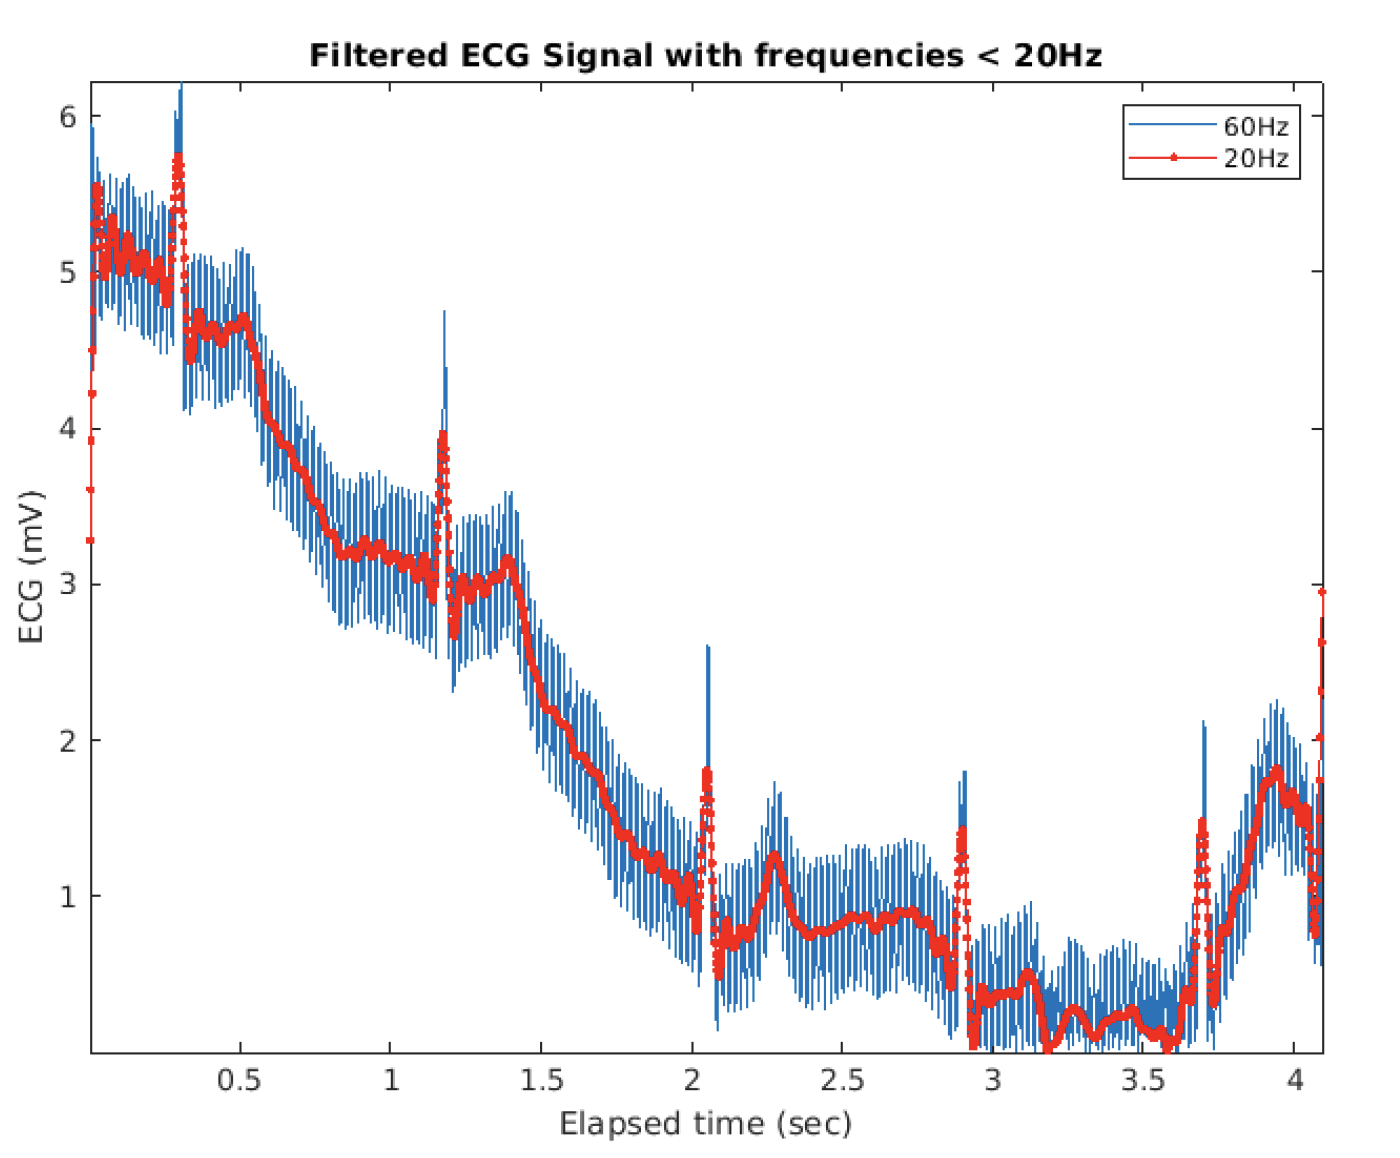 Filtered ECG Signal with frequencies < 20Hz
60Hz
20Hz
6
5
4
3
2
1
ECG (mV)
0.5 1 1.5 2 2.5 3 3.5 4
Elapsed time (sec)